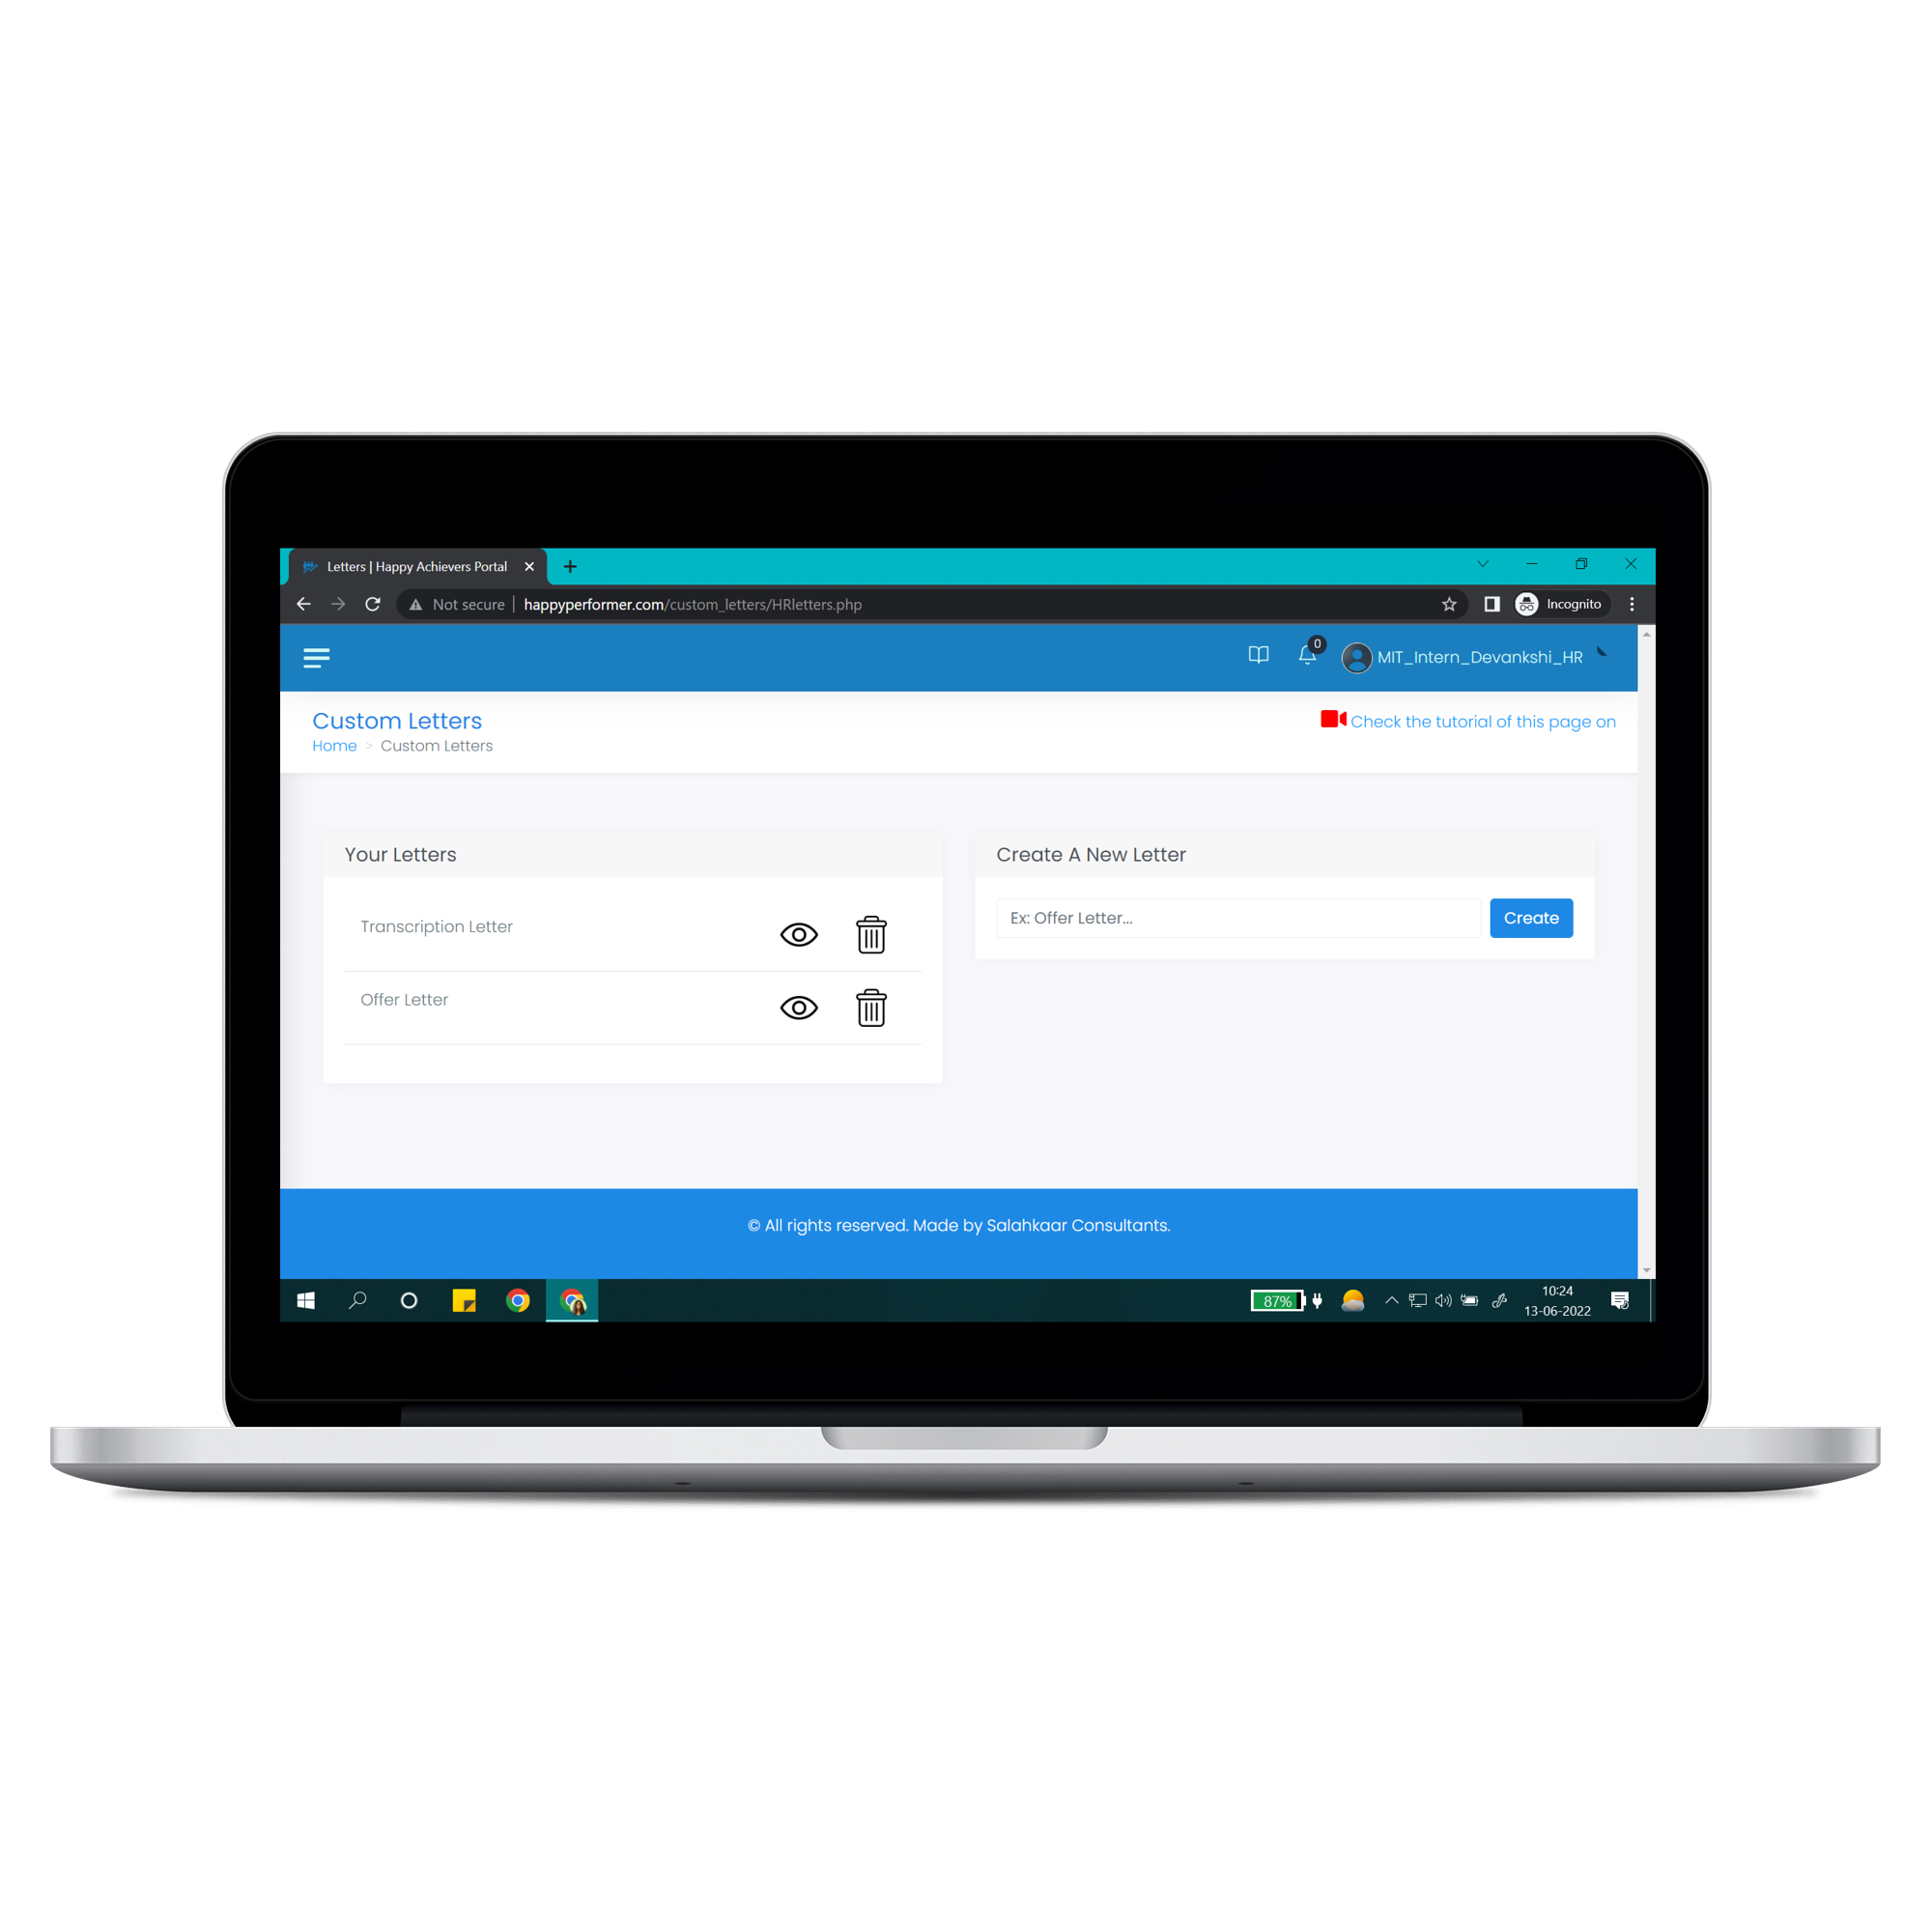 Letters | Happy Achievers Portal
Not secure | happyperformer.com/custom_letters/HRletters.php
Incognito
0
MIT_Intern_Devankshi_HR
Custom Letters
Check the tutorial of this page on
Home > Custom Letters
Your Letters
Create A New Letter
Transcription Letter
Ex: Offer Letter...
Create
Offer Letter
© All rights reserved. Made by Salahkaar Consultants.
87%
10:24
13-06-2022